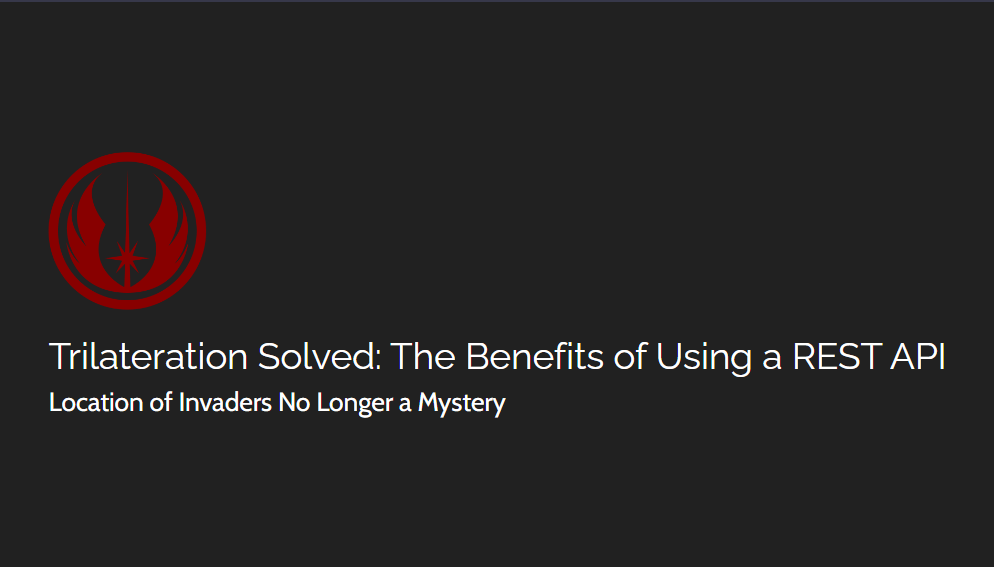 Trilateration Solved: The Benefits of Using a REST API
Location of Invaders No Longer a Mystery